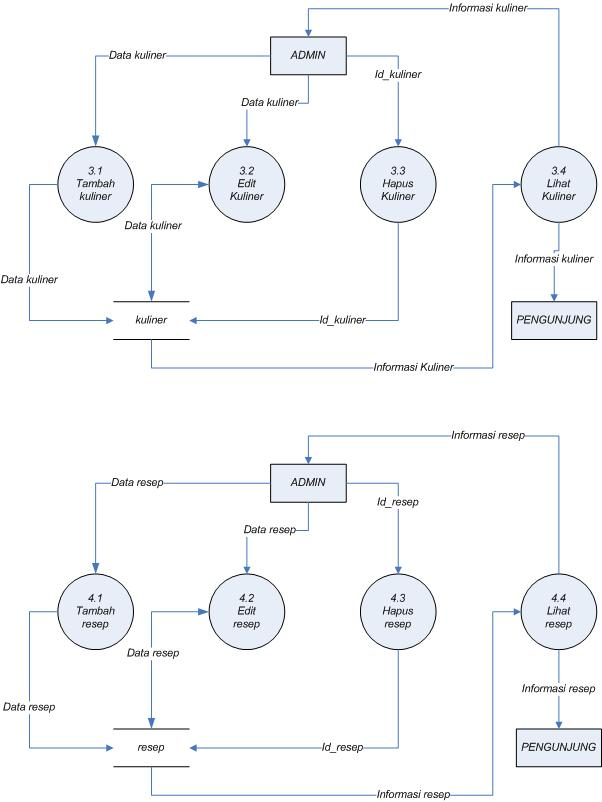 Informasi kuliner
Data kuliner
ADMIN
Id_kuliner
Data kuliner
3.1
Tambah
kuliner
3.2
Edit
Kuliner
3.3
Hapus
Kuliner
3.4
Lihat
Kuliner
Data kuliner
Informasi kuliner
Data kuliner
kuliner
Id_kuliner
PENGUNJUNG
Informasi Kuliner
Informasi resep
Data resep
ADMIN
Id_resep
Data resep
4.1
Tambah
resep
4.2
Edit
resep
4.3
Hapus
resep
4.4
Lihat
resep
Data resep
Informasi resep
Data resep
resep
Id_resep
PENGUNJUNG
Informasi resep